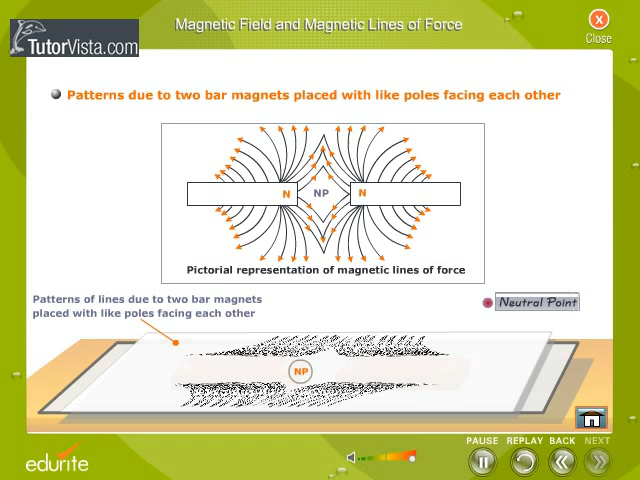 Magnetic Field and Magnetic Lines of Force
X
Close
TutorVista.com
Patterns due to two bar magnets placed with like poles facing each other
N NP N
Pictorial representation of magnetic lines of force
Patterns of lines due to two bar magnets
placed with like poles facing each other
Neutral Point
NP
PAUSE REPLAY BACK NEXT
edurite